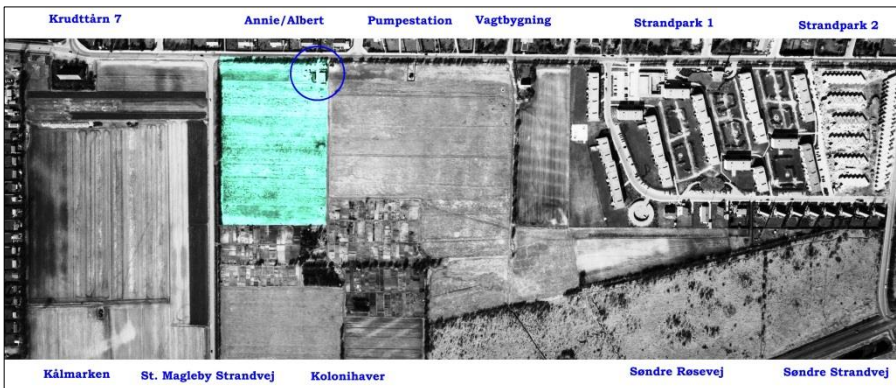 Krudttårn 7
Annie/Albert
Pumpestation
Vagtbygning
Strandpark 1
Strandpark 2
Kålmarken
St. Magleby Strandvej
Kolonihaver
Søndre Røsevej
Søndre Strandvej